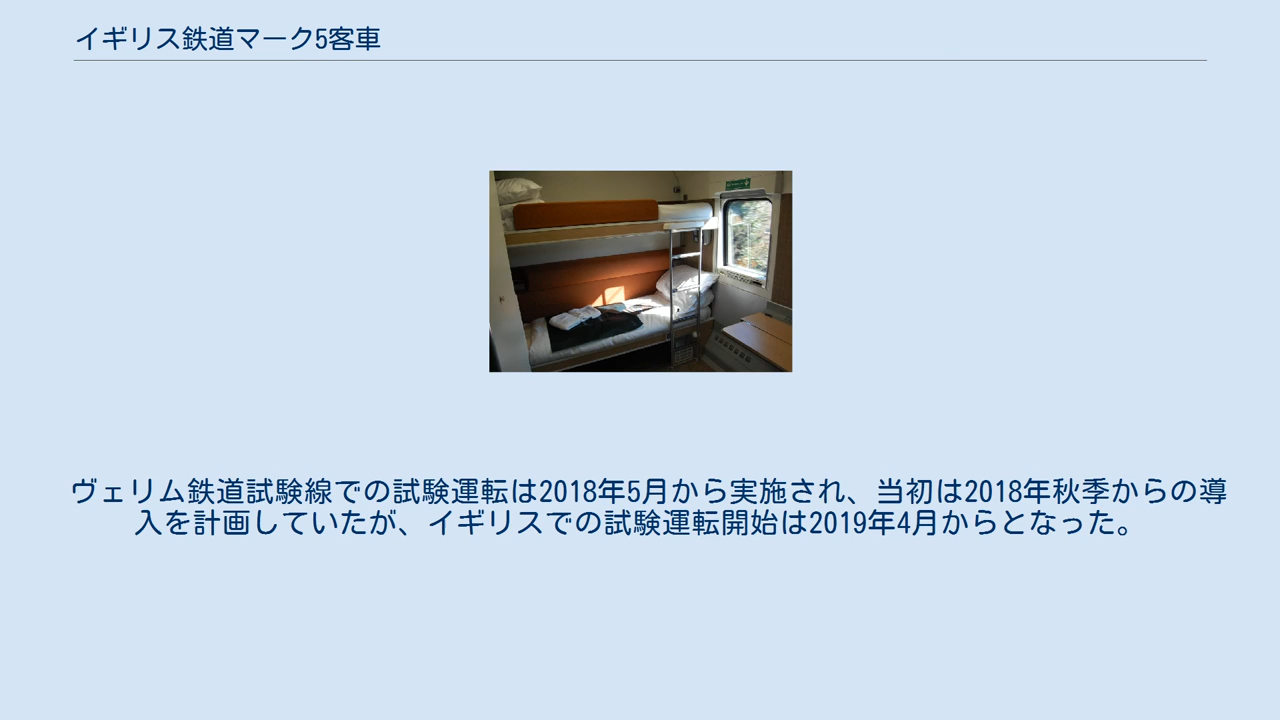 イギリス鉄道マーク5客車
ヴェリム鉄道試験線での試験運転は2018年5月から実施され、当初は2018年秋季からの導
入を計画していたが、イギリスでの試験運転開始は2019年4月からとなった。